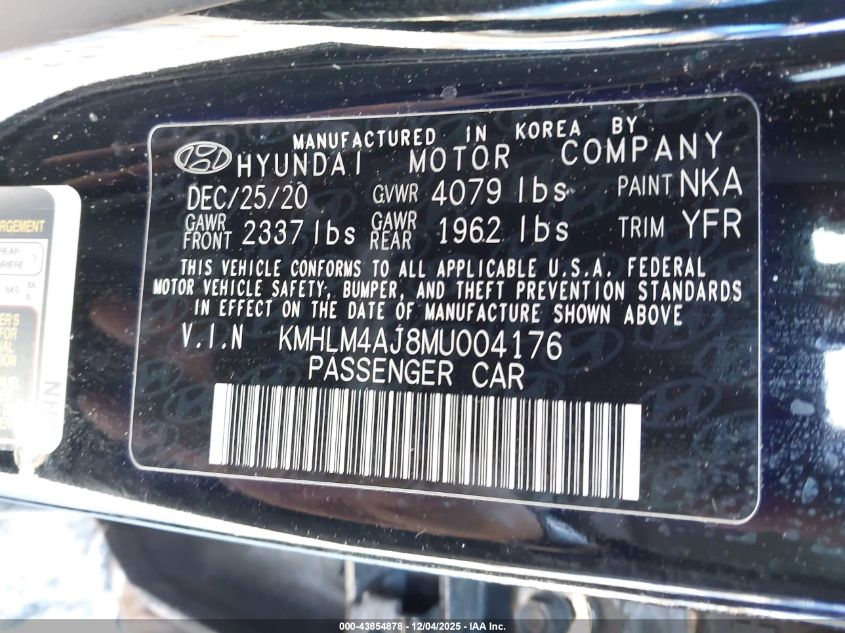 MANUFACTURED IN KOREA BY
HYUNDAI MOTOR COMPANY
DEC/25/20 GVWR 4079 lbs PAINT NKA
GAWR FRONT 2337 lbs GAWR REAR 1962 lbs TRIM YFR
THIS VEHICLE CONFORMS TO ALL APPLICABLE U.S.A. FEDERAL
MOTOR VEHICLE SAFETY, BUMPER, AND THEFT PREVENTION STANDARDS
IN EFFECT ON THE DATE OF MANUFACTURE SHOWN ABOVE.
V.I.N KMHLM4AJ8MU004176
PASSENGER CAR
000-43854878 - 12/04/2025 - IAA Inc.